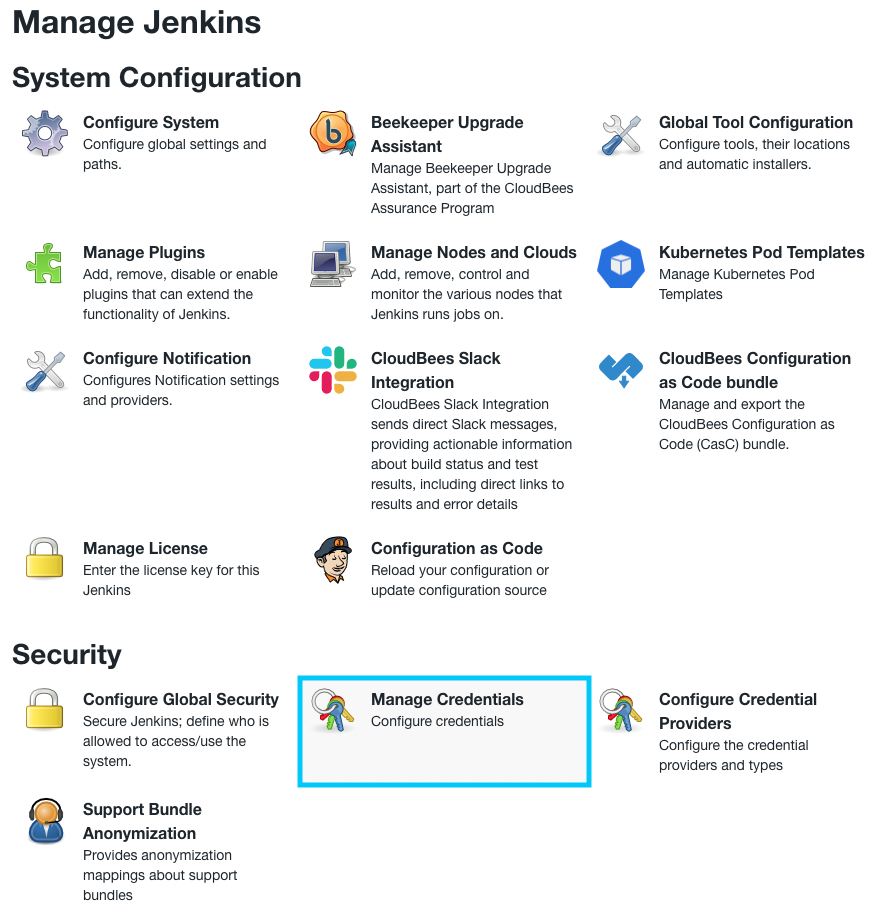 Manage Jenkins
System Configuration
Configure System
Configure global settings and
paths.
Beekeeper Upgrade
Assistant
Manage Beekeeper Upgrade
Assistant, part of the CloudBees
Assurance Program
Global Tool Configuration
Configure tools, their locations
and automatic installers.
Manage Plugins
Add, remove, disable or enable
plugins that can extend the
functionality of Jenkins.
Manage Nodes and Clouds
Add, remove, control and
monitor the various nodes that
Jenkins runs jobs on.
Kubernetes Pod Templates
Manage Kubernetes Pod
Templates
Configure Notification
Configures Notification settings
and providers.
CloudBees Slack
Integration
CloudBees Slack Integration
sends direct Slack messages,
providing actionable information
about build status and test
results, including direct links to
results and error details
CloudBees Configuration
as Code bundle
Manage and export the
CloudBees Configuration as
Code (CasC) bundle.
Manage License
Enter the license key for this
Jenkins
Configuration as Code
Reload your configuration or
update configuration source
Security
Configure Global Security
Secure Jenkins; define who is
allowed to access/use the
system.
Manage Credentials
Configure credentials
Configure Credential
Providers
Configure the credential
providers and types
Support Bundle
Anonymization
Provides anonymization
mappings about support
bundles